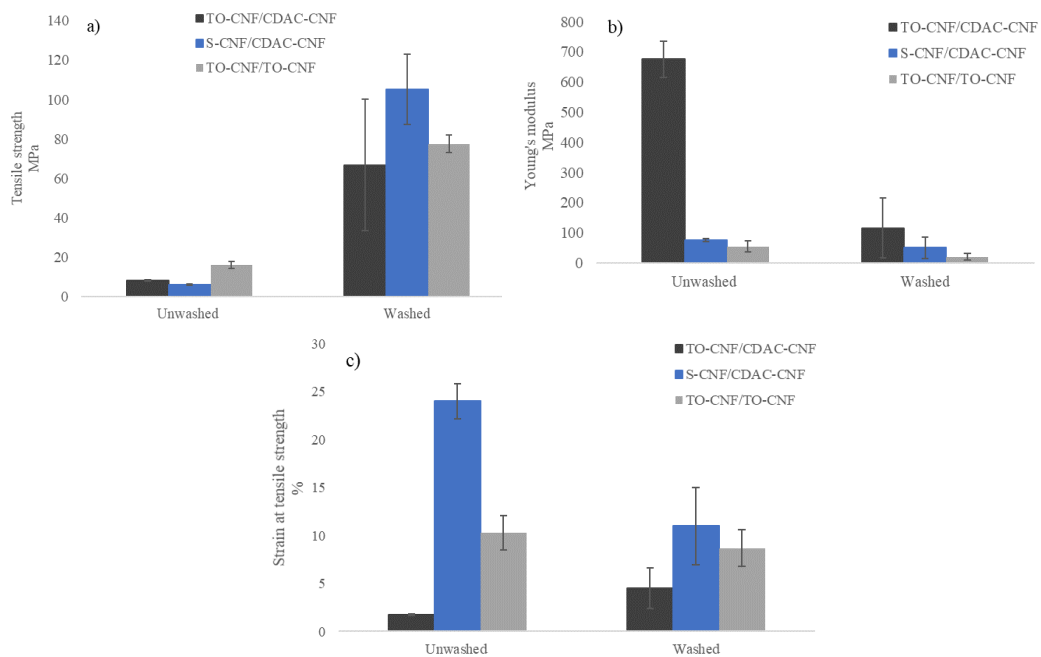 a)
TO-CNF/CDAC-CNF
S-CNF/CDAC-CNF
TO-CNF/TO-CNF
Tensile strength
MPa
140
120
100
80
60
40
20
0
Unwashed
Washed
b)
TO-CNF/CDAC-CNF
S-CNF/CDAC-CNF
TO-CNF/TO-CNF
Young's modulus
MPa
800
700
600
500
400
300
200
100
0
Unwashed
Washed
c)
TO-CNF/CDAC-CNF
S-CNF/CDAC-CNF
TO-CNF/TO-CNF
Strain at tensile strength
%
30
25
20
15
10
5
0
Unwashed
Washed